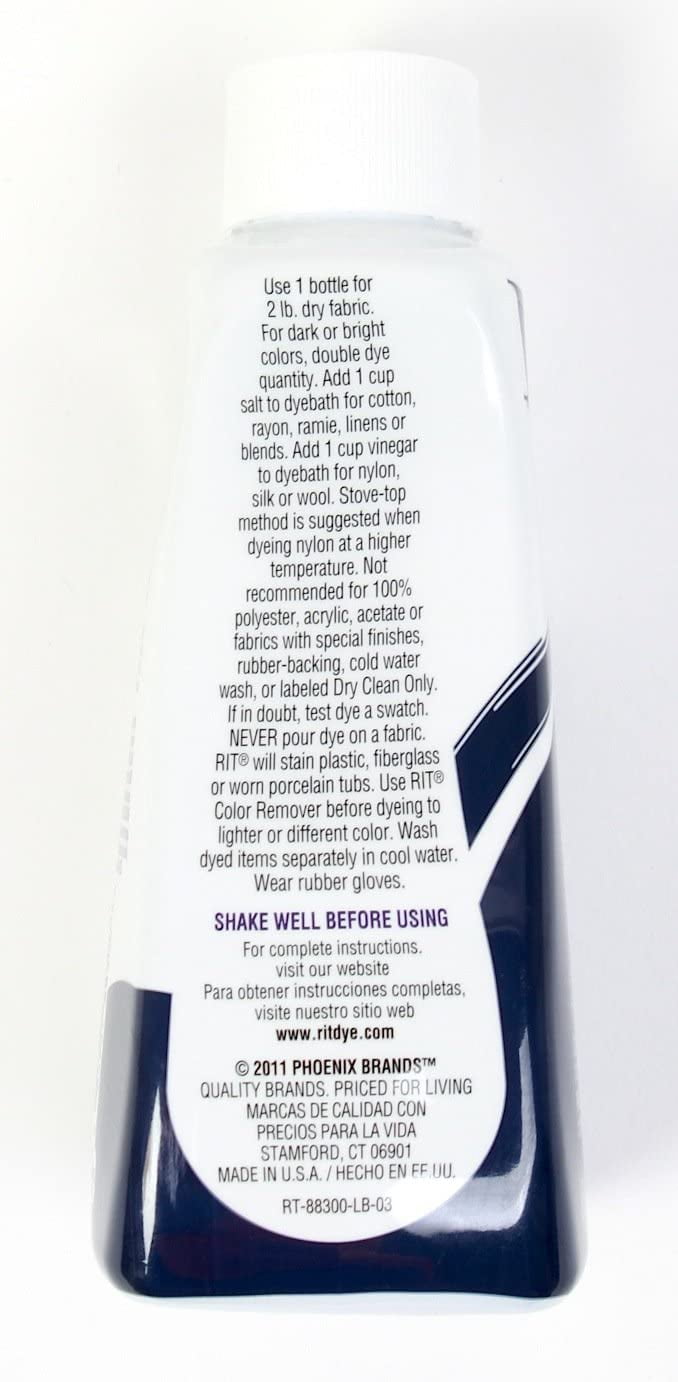 Use 1 bottle for
2 lb. dry fabric.
For dark or bright
colors, double dye
quantity. Add 1 cup
salt to dyebath for cotton,
rayon, ramie, linens or
blends. Add 1 cup vinegar
to dyebath for nylon,
silk or wool. Stove-top
method is suggested when
dyeing nylon at a higher
temperature. Not
recommended for 100%
polyester, acrylic, acetate or
fabrics with special finishes,
rubber-backing, cold water
wash, or labeled Dry Clean Only.
If in doubt, test dye a swatch.
NEVER pour dye on a fabric.
RIT® will stain plastic, fiberglass
or worn porcelain tubs. Use RIT®
Color Remover before dyeing to
lighter or different color. Wash
dyed items separately in cool water.
Wear rubber gloves.
SHAKE WELL BEFORE USING
For complete instructions.
visit our website
Para obtener instrucciones completas,
visite nuestro sitio web
www.ritdye.com
© 2011 PHOENIX BRANDS™
QUALITY BRANDS. PRICED FOR LIVING
MARCAS DE CALIDAD CON
PRECIOS PARA LA VIDA
STAMFORD, CT 06901
MADE IN U.S.A. / HECHO EN EE.UU.
RT-88300-LB-03